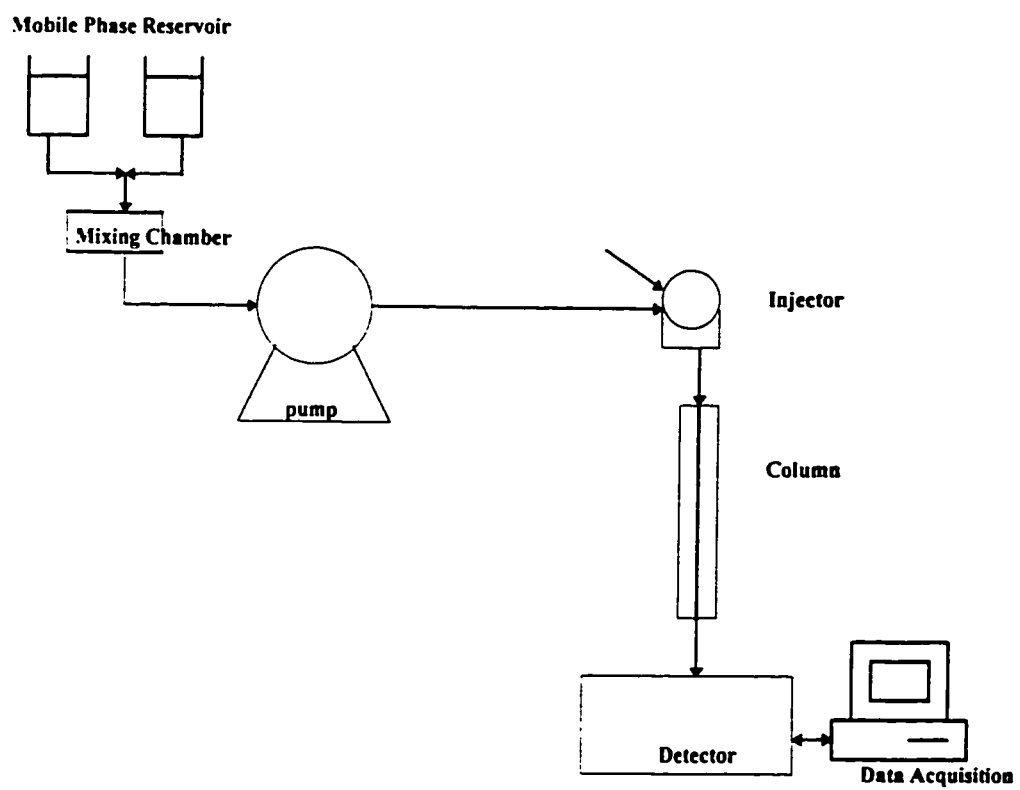 Mobile Phase Reservoir
Mixing Chamber
Injector
pump
Column
Detector
Data Acquisition